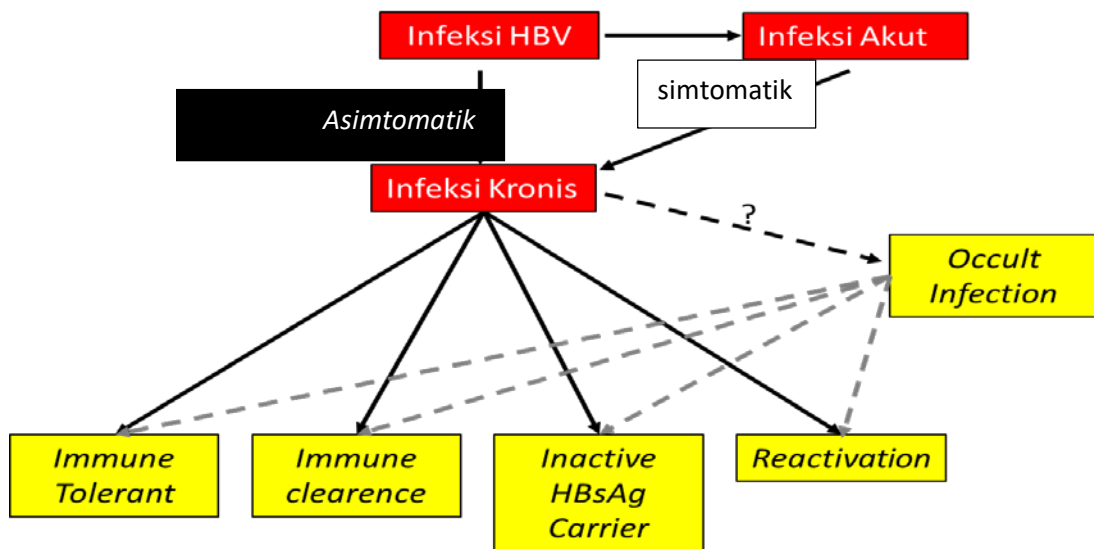 Infeksi HBV
Infeksi Akut
Asimtomatik
simtomatik
Infeksi Kronis
?
Occult
Infection
Immune
Tolerant
Immune
clearence
Inactive
HBsAg
Carrier
Reactivation